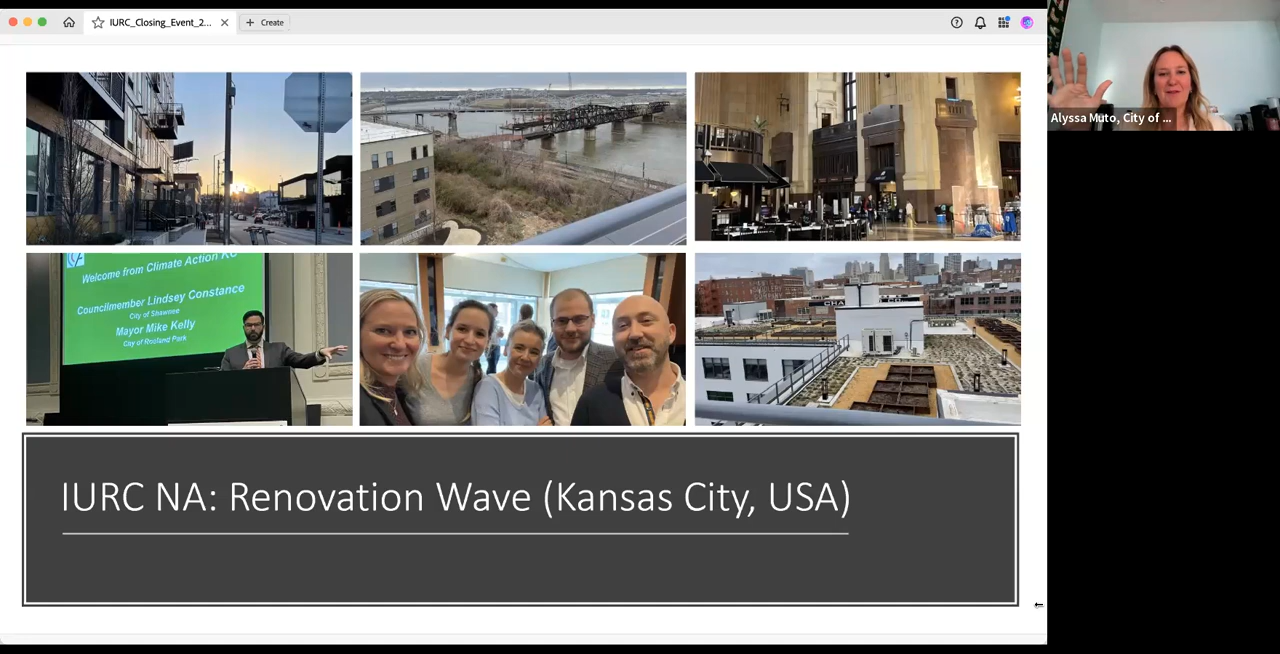 IURC_Closing_Event_2...
Create
Alyssa Muto, City of ...
Welcome from Climate Action KC
Councilmember Lindsey Constance
City of Shawnee
Mayor Mike Kelly
City of Roeland Park
IURC NA: Renovation Wave (Kansas City, USA)